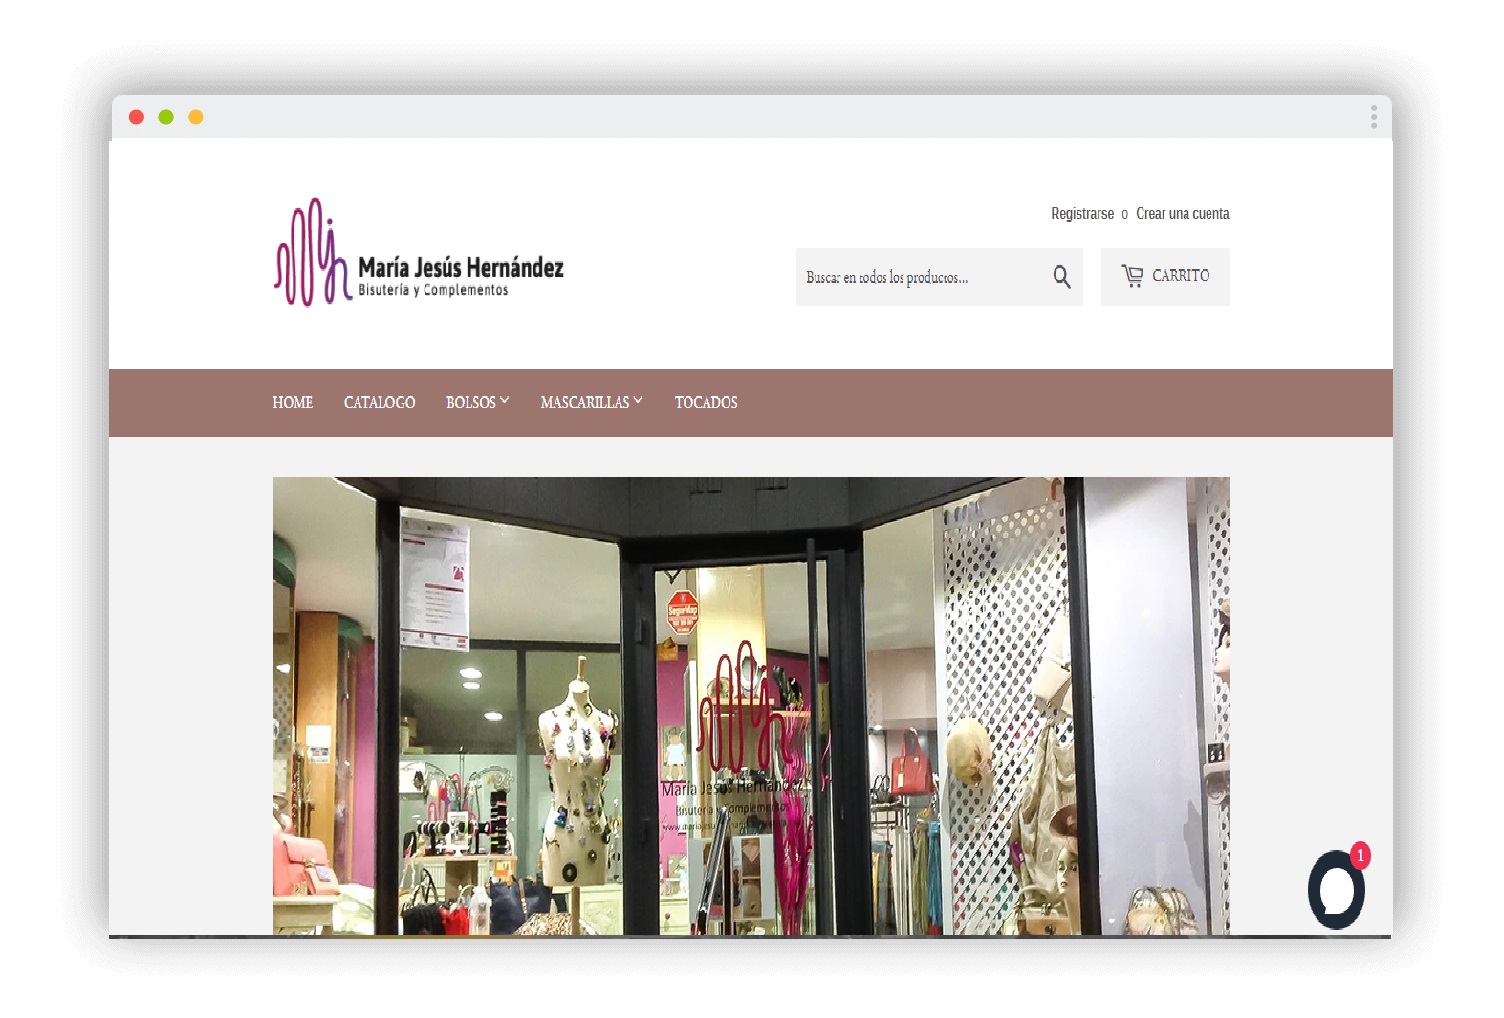 Registrarse o Crear una cuenta
María Jesús Hernández
Bisutería y Complementos
Buscar en todos los productos...
CARRITO
HOME CATALOGO BOLSOS MASCARILLAS TOCADOS
María Jesús Hernández
Bisutería y Complementos
1